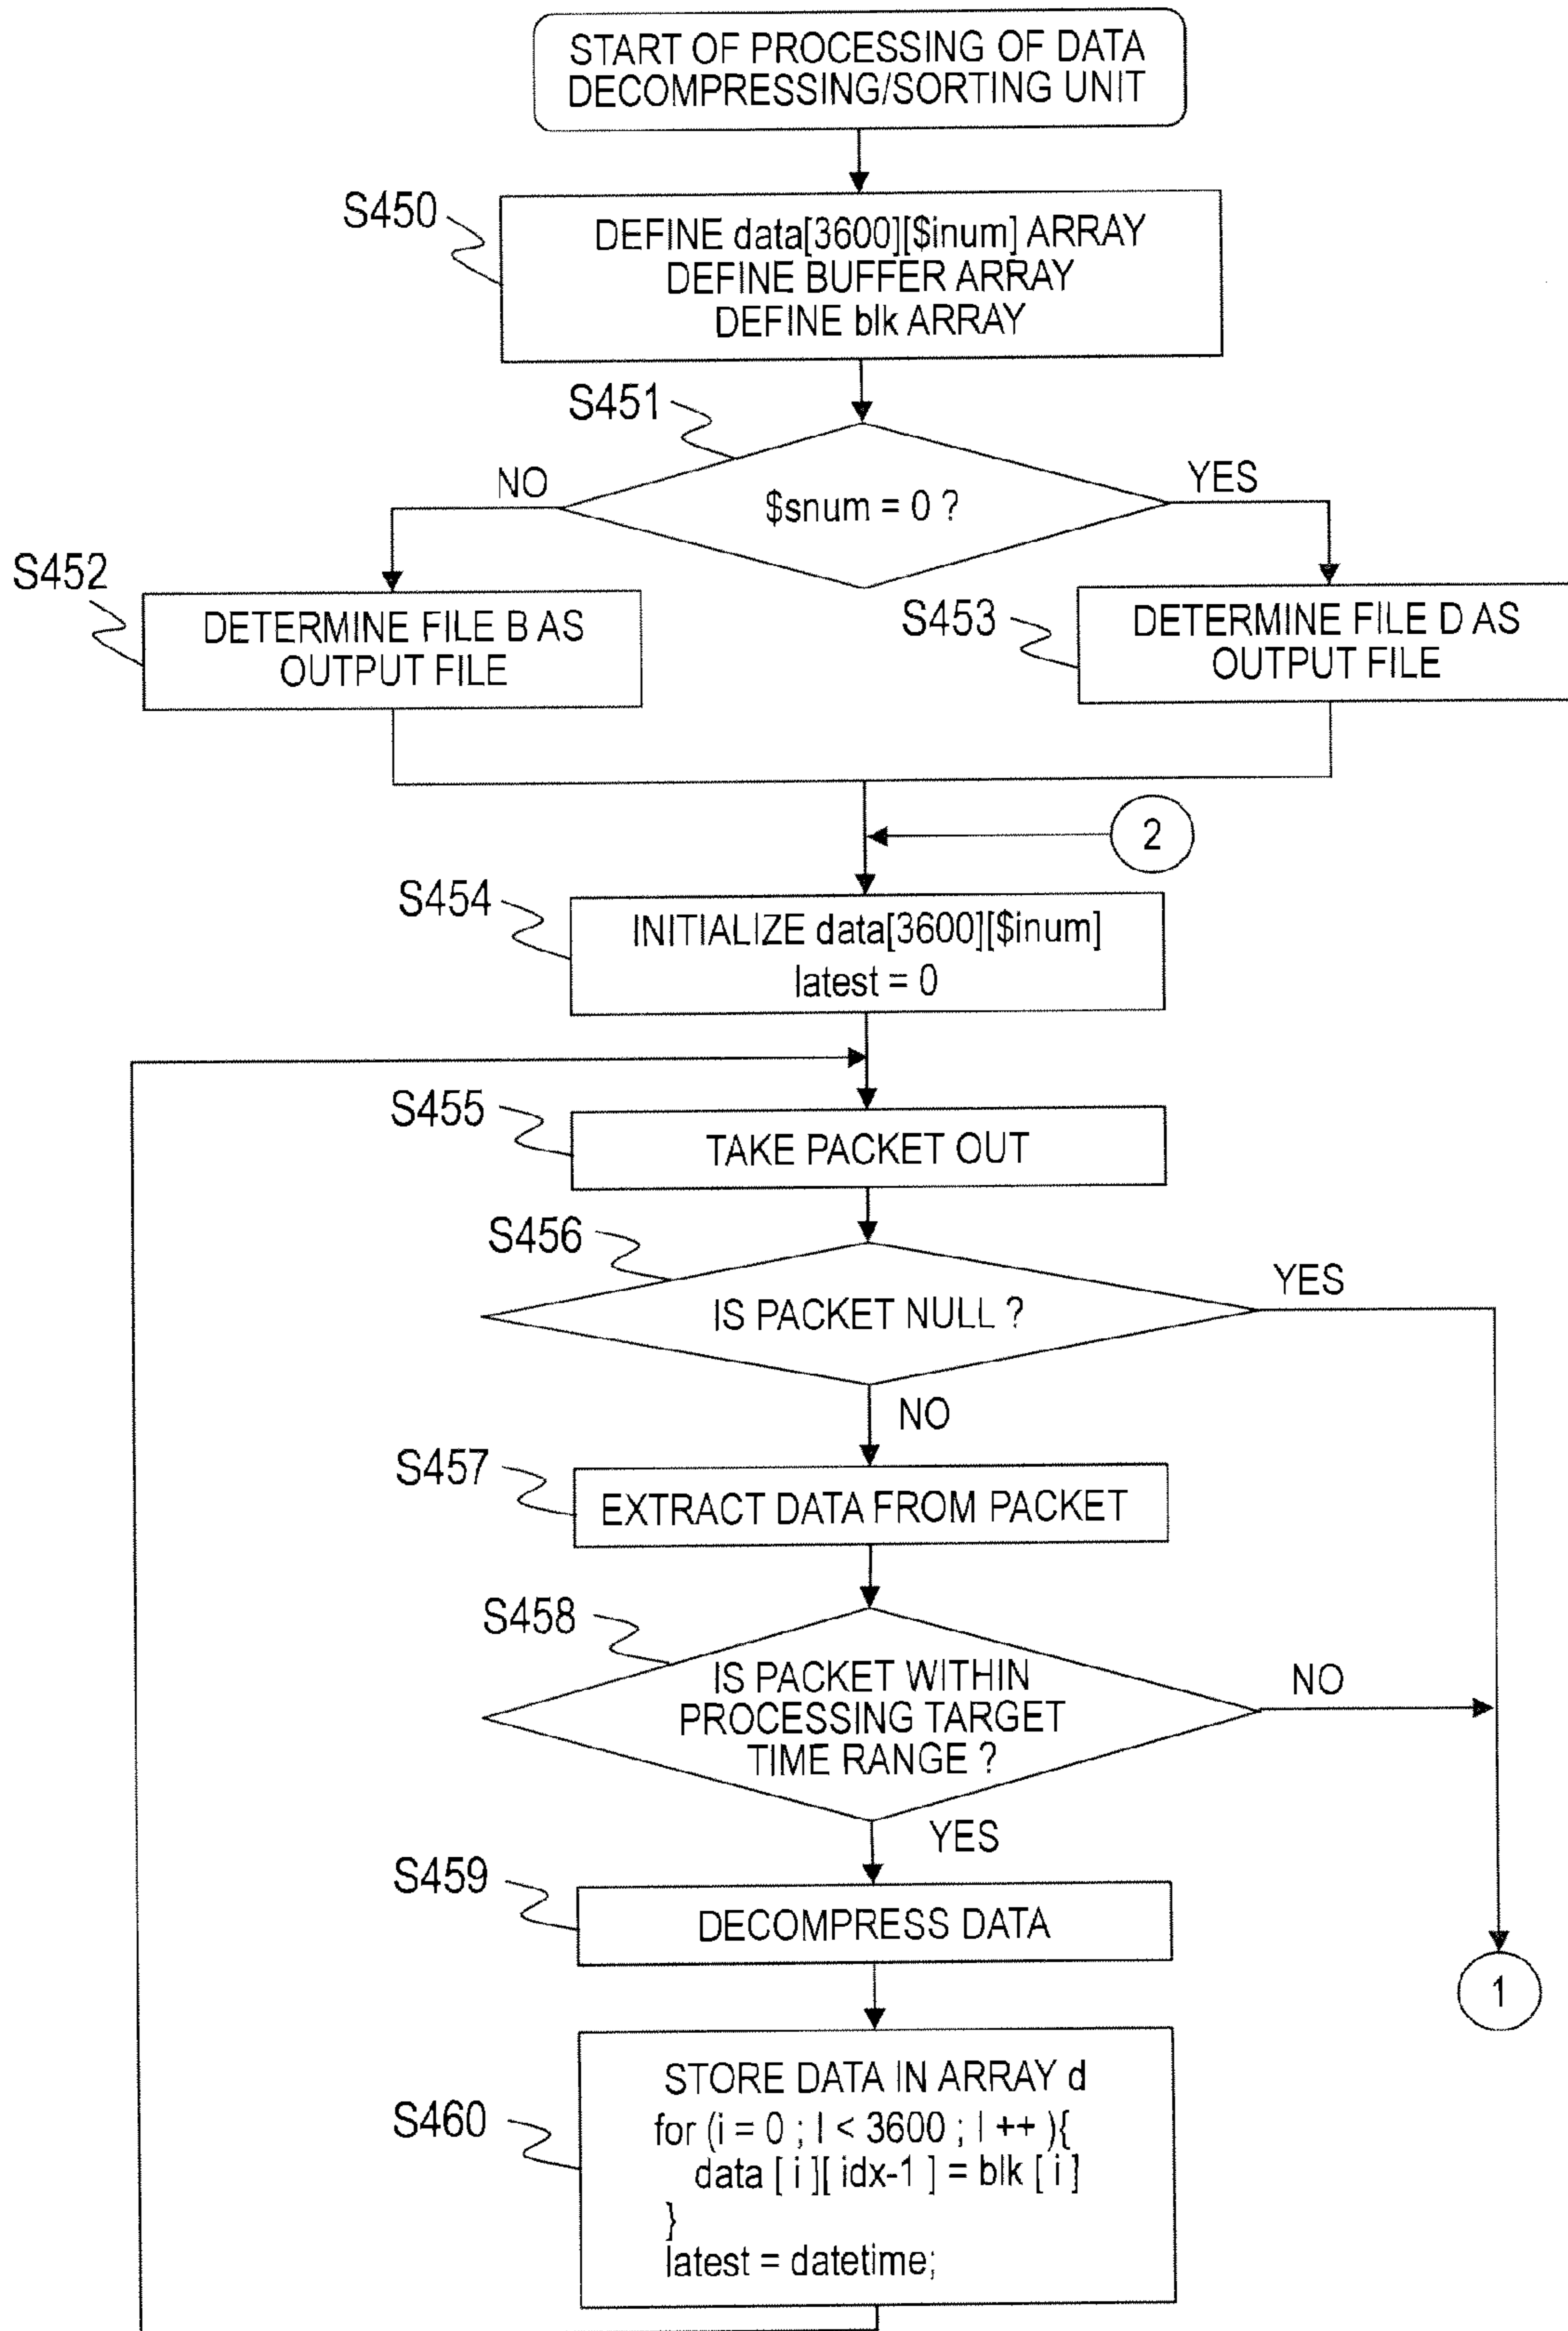 START OF PROCESSING OF DATA
DECOMPRESSING/SORTING UNIT
S450
DEFINE data[3600][$inum] ARRAY
DEFINE BUFFER ARRAY
DEFINE blk ARRAY
S451
$snum = 0 ?
NO
YES
S452
DETERMINE FILE B AS
OUTPUT FILE
S453
DETERMINE FILE D AS
OUTPUT FILE
2
S454
INITIALIZE data[3600][$inum]
latest = 0
S455
TAKE PACKET OUT
S456
IS PACKET NULL ?
YES
NO
S457
EXTRACT DATA FROM PACKET
S458
IS PACKET WITHIN
PROCESSING TARGET
TIME RANGE ?
NO
YES
S459
DECOMPRESS DATA
1
S460
STORE DATA IN ARRAY d
for (i = 0 ; I < 3600 ; I ++ ){
data [ i ][ idx-1 ] = blk [ i ]
}
latest = datetime;